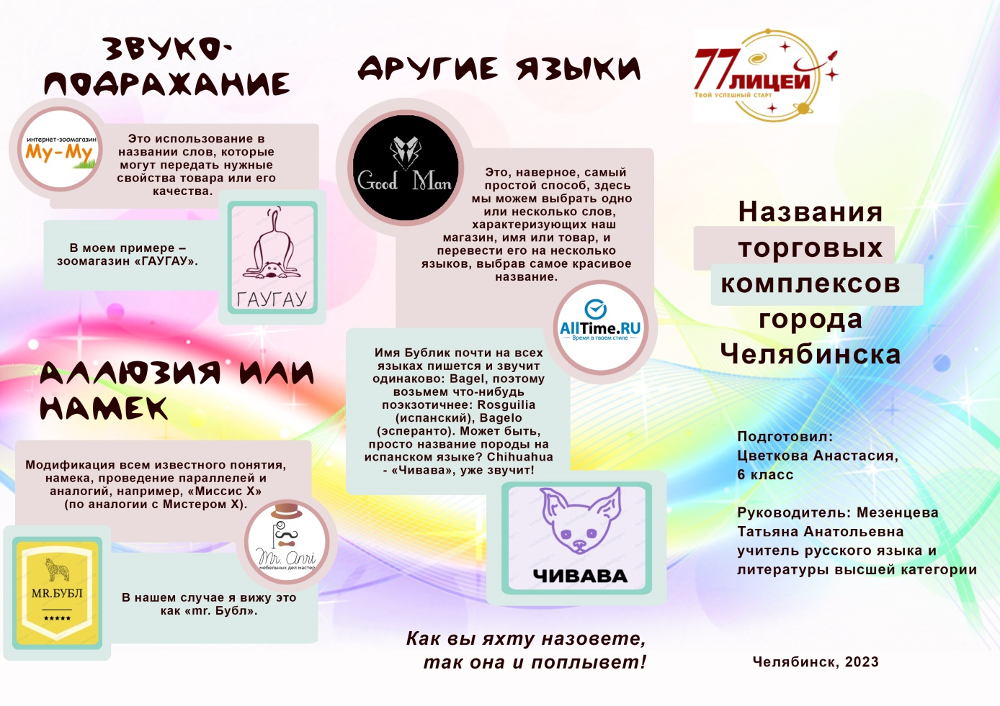 ЗВУКО-
ПОДРАЖАНИЕ
интернет-зоомагазин
Му-Му
Это использование в
названии слов, которые
могут передать нужные
свойства товара или его
качества.
В моем примере –
зоомагазин «ГАУГАУ».
ГАУГАУ
АЛЛЮЗИЯ ИЛИ
НАМЕК
Модификация всем известного понятия,
намека, проведение параллелей и
аналогий, например, «Миссис X»
(по аналогии с Мистером X).
Mr. Anri
мебельных дел мастер
MR.БУБЛ
В нашем случае я вижу это
как «mr. Бубл».
ДРУГИЕ ЯЗЫКИ
Good Man
Это, наверное, самый
простой способ, здесь
мы можем выбрать одно
или несколько слов,
характеризующих наш
магазин, имя или товар, и
перевести его на несколько
языков, выбрав самое красивое
название.
AllTime.RU
Время в твоем стиле
Имя Бублик почти на всех
языках пишется и звучит
одинаково: Bagel, поэтому
возьмем что-нибудь
поэкзотичнее: Rosguilia
(испанский), Bagelo
(эсперанто). Может быть,
просто название породы на
испанском языке? Chihuahua
- «Чивава», уже звучит!
ЧИВАВА
Как вы яхту назовете,
так она и поплывет!
77 ЛИЦЕЙ
Твой успешный старт
Названия
торговых
комплексов
города
Челябинска
Подготовил:
Цветкова Анастасия,
6 класс
Руководитель: Мезенцева
Татьяна Анатольевна
учитель русского языка и
литературы высшей категории
Челябинск, 2023